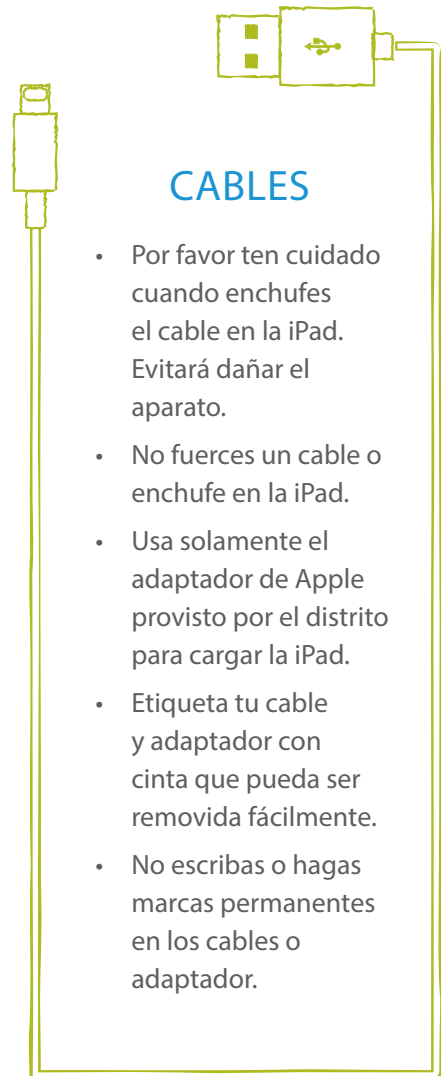 CABLES
• Por favor ten cuidado
cuando enchufes
el cable en la iPad.
Evitará dañar el
aparato.
• No fuerces un cable o
enchufe en la iPad.
• Usa solamente el
adaptador de Apple
provisto por el distrito
para cargar la iPad.
• Etiqueta tu cable
y adaptador con
cinta que pueda ser
removida fácilmente.
• No escribas o hagas
marcas permanentes
en los cables o
adaptador.